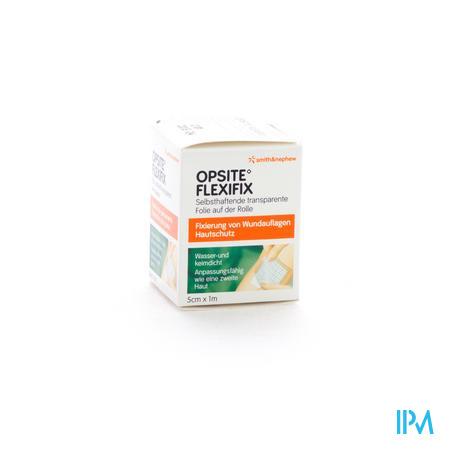 smith&nephew
OPSITE°
FLEXIFIX
Selbsthaftende transparente
Folie auf der Rolle
Fixierung von Wundauflagen
Hautschutz
Wasser-und
keimdicht
Anpassungsfähig
wie eine zweite
Haut
5cm x 1m
IPM